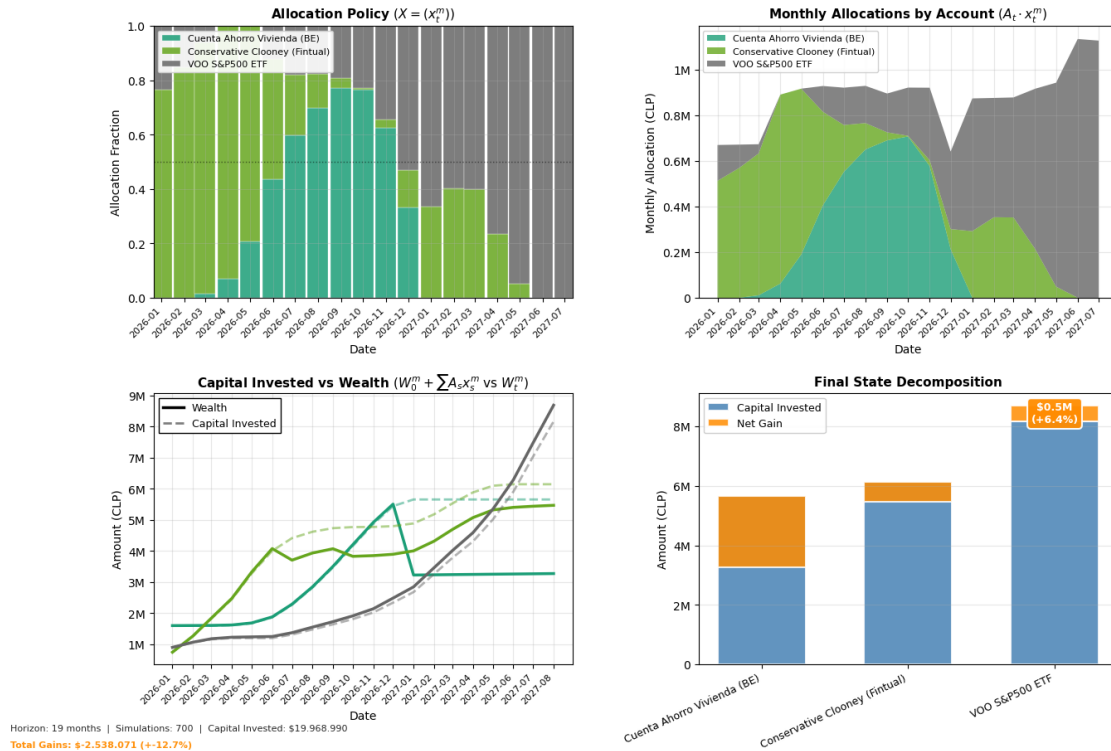 Allocation Policy (X = (x_t^m))
Cuenta Ahorro Vivienda (BE)
Conservative Clooney (Fintual)
VOO S&P500 ETF
Allocation Fraction
1.0
0.8
0.6
0.4
0.2
0.0
2026-01
2026-02
2026-03
2026-04
2026-05
2026-06
2026-07
2026-08
2026-09
2026-10
2026-11
2026-12
2027-01
2027-02
2027-03
2027-04
2027-05
2027-06
2027-07
Date
Monthly Allocations by Account (A_t · x_t^m)
Cuenta Ahorro Vivienda (BE)
Conservative Clooney (Fintual)
VOO S&P500 ETF
Monthly Allocation (CLP)
1M
0.8M
0.6M
0.4M
0.2M
0
2026-01
2026-02
2026-03
2026-04
2026-05
2026-06
2026-07
2026-08
2026-09
2026-10
2026-11
2026-12
2027-01
2027-02
2027-03
2027-04
2027-05
2027-06
2027-07
Date
Capital Invested vs Wealth (W_0^m + ∑A_s x_s^m vs W_t^m)
Wealth
Capital Invested
Amount (CLP)
9M
8M
7M
6M
5M
4M
3M
2M
1M
2026-01
2026-02
2026-03
2026-04
2026-05
2026-06
2026-07
2026-08
2026-09
2026-10
2026-11
2026-12
2027-01
2027-02
2027-03
2027-04
2027-05
2027-06
2027-07
2027-08
Date
Final State Decomposition
Capital Invested
Net Gain
$0.5M
(+6.4%)
Amount (CLP)
8M
6M
4M
2M
0
Cuenta Ahorro Vivienda (BE)
Conservative Clooney (Fintual)
VOO S&P500 ETF
Horizon: 19 months | Simulations: 700 | Capital Invested: $19.968.990
Total Gains: $-2.538.071 (+-12.7%)